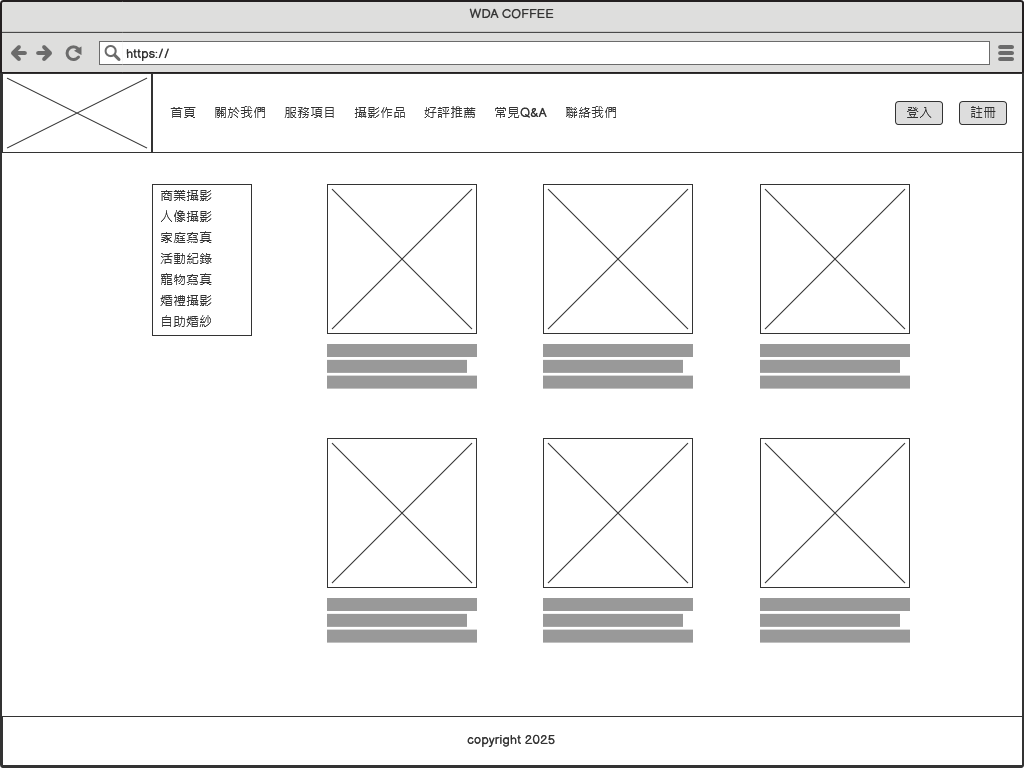 WDA COFFEE
https://
首頁 關於我們 服務項目 攝影作品 好評推薦 常見Q&A 聯絡我們 登入 註冊
商業攝影
人像攝影
家庭寫真
活動紀錄
寵物寫真
婚禮攝影
自助婚紗
copyright 2025